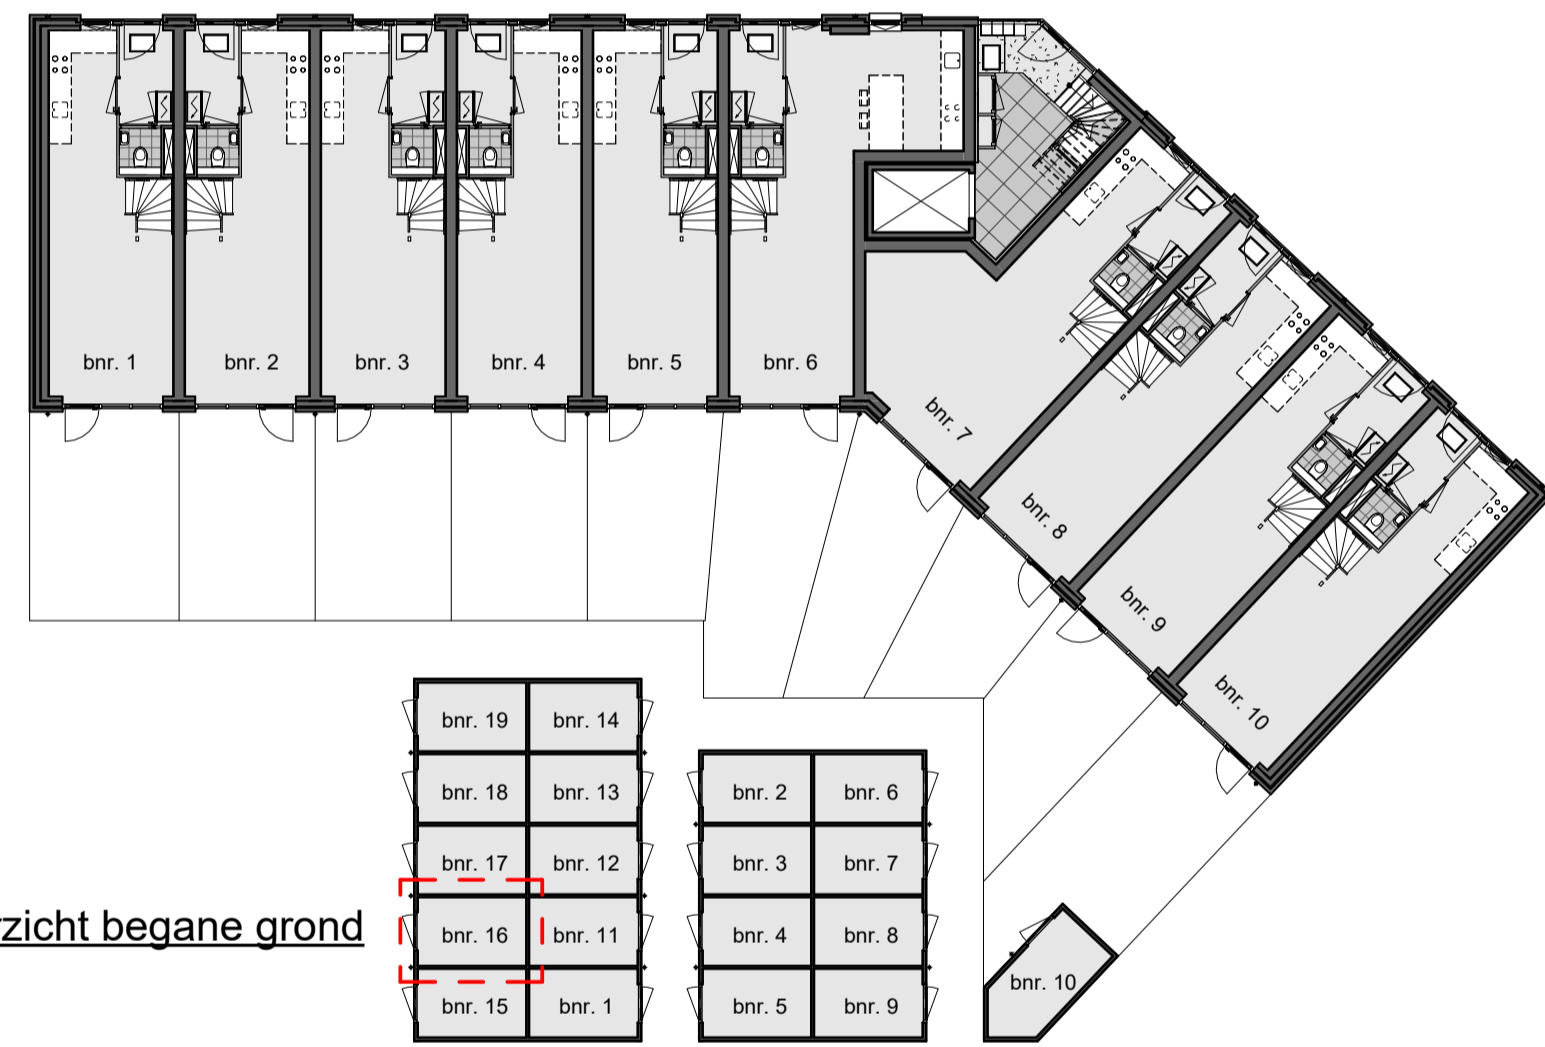 bnr. 1
bnr. 2
bnr. 3
bnr. 4
bnr. 5
bnr. 6
bnr. 7
bnr. 8
bnr. 9
bnr. 10
bnr. 19
bnr. 14
bnr. 18
bnr. 13
bnr. 17
bnr. 12
bnr. 16
bnr. 11
bnr. 15
bnr. 1
bnr. 2
bnr. 6
bnr. 3
bnr. 7
bnr. 4
bnr. 8
bnr. 5
bnr. 9
bnr. 10
zicht begane grond